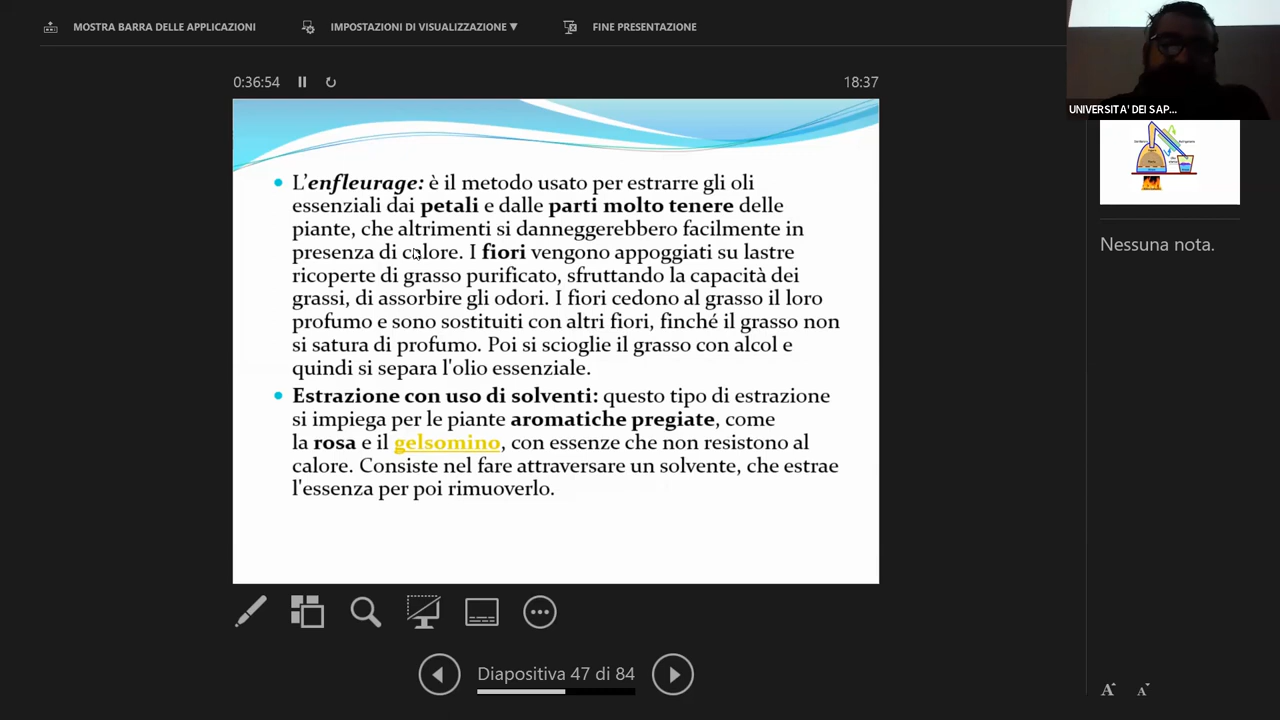 MOSTRA BARRA DELLE APPLICAZIONI
IMPOSTAZIONI DI VISUALIZZAZIONE ▼
FINE PRESENTAZIONE
UNIVERSITA' DEI SAP...
0:36:54
18:37
L'enfleurage: è il metodo usato per estrarre gli oli
essenziali dai petali e dalle parti molto tenere delle
piante, che altrimenti si danneggerebbero facilmente in
presenza di calore. I fiori vengono appoggiati su lastre
ricoperte di grasso purificato, sfruttando la capacità dei
grassi, di assorbire gli odori. I fiori cedono al grasso il loro
profumo e sono sostituiti con altri fiori, finché il grasso non
si satura di profumo. Poi si scioglie il grasso con alcol e
quindi si separa l'olio essenziale.
Estrazione con uso di solventi: questo tipo di estrazione
si impiega per le piante aromatiche pregiate, come
la rosa e il gelsomino, con essenze che non resistono al
calore. Consiste nel fare attraversare un solvente, che estrae
l'essenza per poi rimuoverlo.
Nessuna nota.
Diapositiva 47 di 84
A A